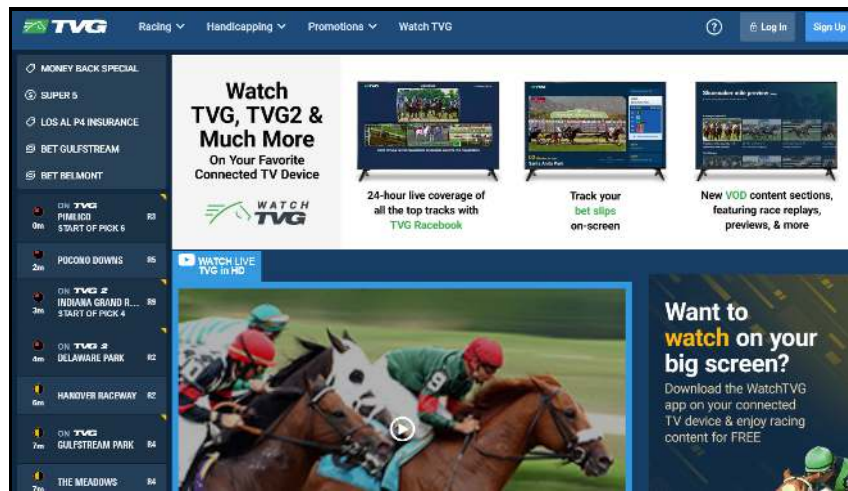 TVG
Racing
Handicapping
Promotions
Watch TVG
?
Log In
Sign Up
MONEY BACK SPECIAL
SUPER 5
LOS AL P4 INSURANCE
BET GULFSTREAM
BET BELMONT
ON TVG
PIMLICO R3
0m START OF PICK 6
POCONO DOWNS R5
2m
ON TVG 2
INDIANA GRAND R... R9
3m START OF PICK 4
ON TVG 2
4m DELAWARE PARK R2
HANOVER RACEWAY R2
6m
ON TVG
7m GULFSTREAM PARK R4
THE MEADOWS R4
7m
Watch
TVG, TVG2 &
Much More
On Your Favorite
Connected TV Device
WATCH
TVG
24-hour live coverage of
all the top tracks with
TVG Racebook
Track your
bet slips
on-screen
Shoemaker mile preview
New VOD content sections,
featuring race replays,
previews, & more
WATCH LIVE
TVG in HD
8
Want to
watch on your
big screen?
Download the WatchTVG
app on your connected
TV device & enjoy racing
content for FREE